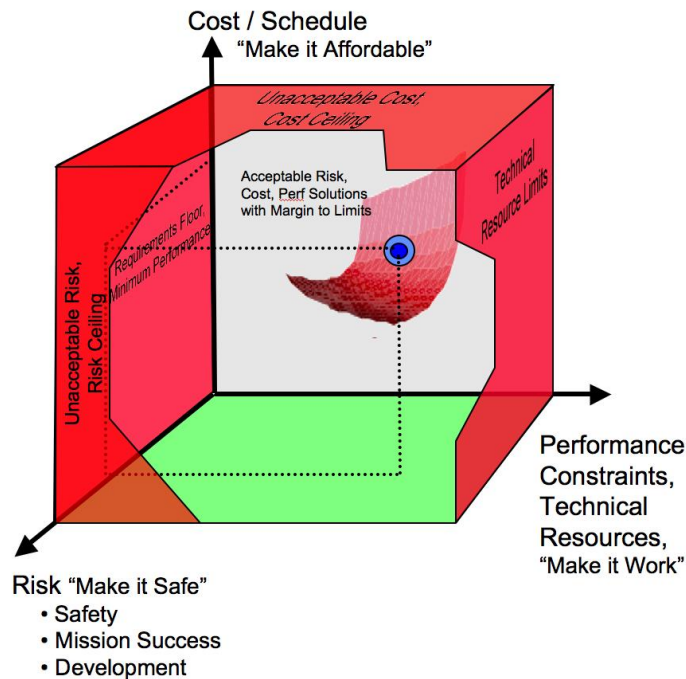 Cost / Schedule
“Make it Affordable”
Unacceptable Cost,
Cost Ceiling
Acceptable Risk,
Cost, Perf Solutions
with Margin to Limits
Technical
Resource Limits
Requirements Floor,
Minimum Performance
Unacceptable Risk,
Risk Ceiling
Performance
Constraints,
Technical
Resources,
“Make it Work”
Risk “Make it Safe”
• Safety
• Mission Success
• Development